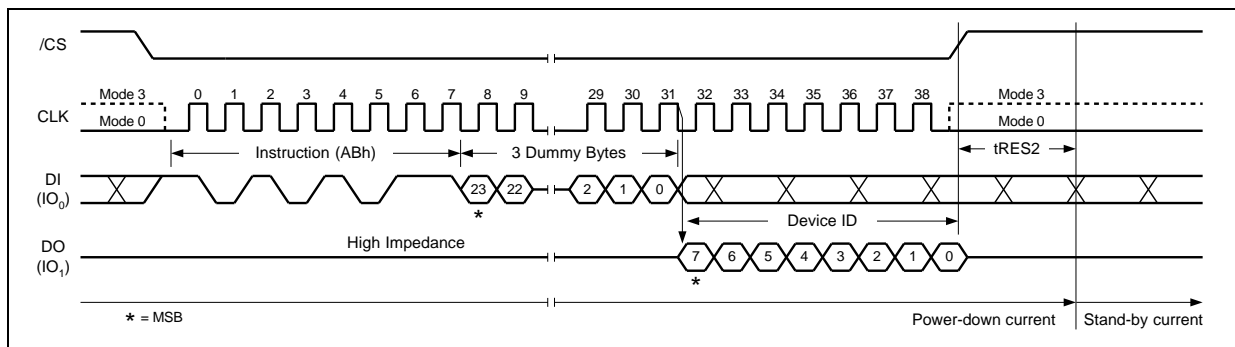 /CS
Mode 3
0 1 2 3 4 5 6 7 8 9 29 30 31 32 33 34 35 36 37 38
Mode 3
CLK
Mode 0
Mode 0
Instruction (ABh)
3 Dummy Bytes
tRES2
DI
(IO0)
23 22 2 1 0
*
Device ID
DO
(IO1)
High Impedance
7 6 5 4 3 2 1 0
*
* = MSB
Power-down current
Stand-by current